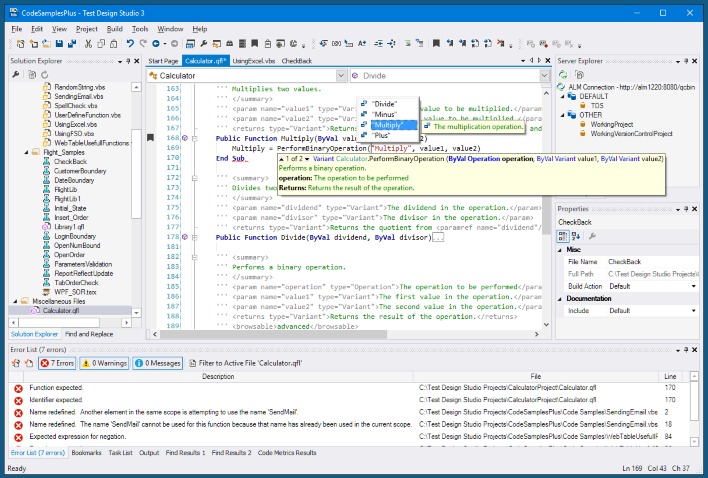 CodeSamplesPlus - Test Design Studio 3
File Edit View Project Build Tools Window Help
Solution Explorer
RandomString.vbs
SendingEmail.vbs
SpellCheck.vbs
UserDefineFunction.vbs
UsingExcel.vbs
UsingFSO.vbs
WebTableUsefullFunctions
Flight_Samples
CheckBack
CustomerBoundary
DateBoundary
FlightLib
FlightLib1
Initial_State
Insert_Order
Library1.qfl
LoginBoundary
OpenNumBound
OpenOrder
ParametersValidation
ReportReflectUpdate
TabOrderCheck
WPF_SOFI.tsrx
Miscellaneous Files
Calculator.qfl
Solution Explorer Find and Replace
Start Page Calculator.qfl* UsingExcel.vbs CheckBack
Calculator Divide
163 ''' Multiplies two values.
164 ''' </summary>
165 ''' <param name="value1" type="Variant"> value to be multiplied.</param>
166 ''' <param name="value2" type="Variant"> value to be multiplied.</param>
167 ''' <returns type="Variant">Returns and
168 Public Function Multiply(ByVal value2)
169 Multiply = PerformBinaryOperation("Multiply", value1, value2)
170 End Sub
172 ''' <summary>
173 ''' Divides two
174 ''' </summary>
175 ''' <param name="dividend" type="Variant">The dividend in the operation.</param>
176 ''' <param name="divisor" type="Variant">The divisor in the operation.</param>
177 ''' <returns type="Variant">Returns the quotient from <paramref name="dividend"/
178 Public Function Divide(ByVal dividend, ByVal divisor)...
182
183 ''' <summary>
184 ''' Performs a binary operation.
185 ''' </summary>
186 ''' <param name="operation" type="Operation">The operation to be performed</param>
187 ''' <param name="value1" type="Variant">The first value in the operation.</param>
188 ''' <param name="value2" type="Variant">The second value in the operation.</param>
189 ''' <returns type="Variant">Returns the result of the operation.</returns>
''' <browsable>advanced</browsable>
"Divide"
"Minus"
"Multiply"
"Plus"
The multiplication operation.
1 of 2 Variant Calculator.PerformBinaryOperation (ByVal Operation operation, ByVal Variant value1, ByVal Variant value2)
Performs a binary operation.
operation: The operation to be performed
Returns: Returns the result of the operation.
Server Explorer
ALM Connection - http://alm1220:8080/qcbin
DEFAULT
TDS
OTHER
WorkingProject
WorkingVersionControlProject
Properties
CheckBack
Misc
File Name CheckBack
Full Path C:\Test Design Studio Projects\
Build Action Default
Documentation
Include Default
Error List (7 errors)
7 Errors 0 Warnings 0 Messages Filter to Active File 'Calculator.qfl'
Description File Line
Function expected. C:\Test Design Studio Projects\CalculatorProject\Calculator.qfl 170
Identifier expected. C:\Test Design Studio Projects\CalculatorProject\Calculator.qfl 170
Name redefined. Another element in the same scope is attempting to use the name 'SendMail'. C:\Test Design Studio Projects\CodeSamplesPlus\Code Samples\SendingEmail.vbs 2
Name redefined. The name 'SendMail' cannot be used for this function because that name has already been used in the current scope. C:\Test Design Studio Projects\CodeSamplesPlus\Code Samples\SendingEmail.vbs 18
Expected expression for negation. C:\Test Design Studio Projects\CodeSamplesPlus\Code Samples\WebTableUsefullF 84
Error List (7 errors) Bookmarks Task List Output Find Results 1 Find Results 2 Code Metrics Results
Ready Ln 169 Col 43 Ch 37